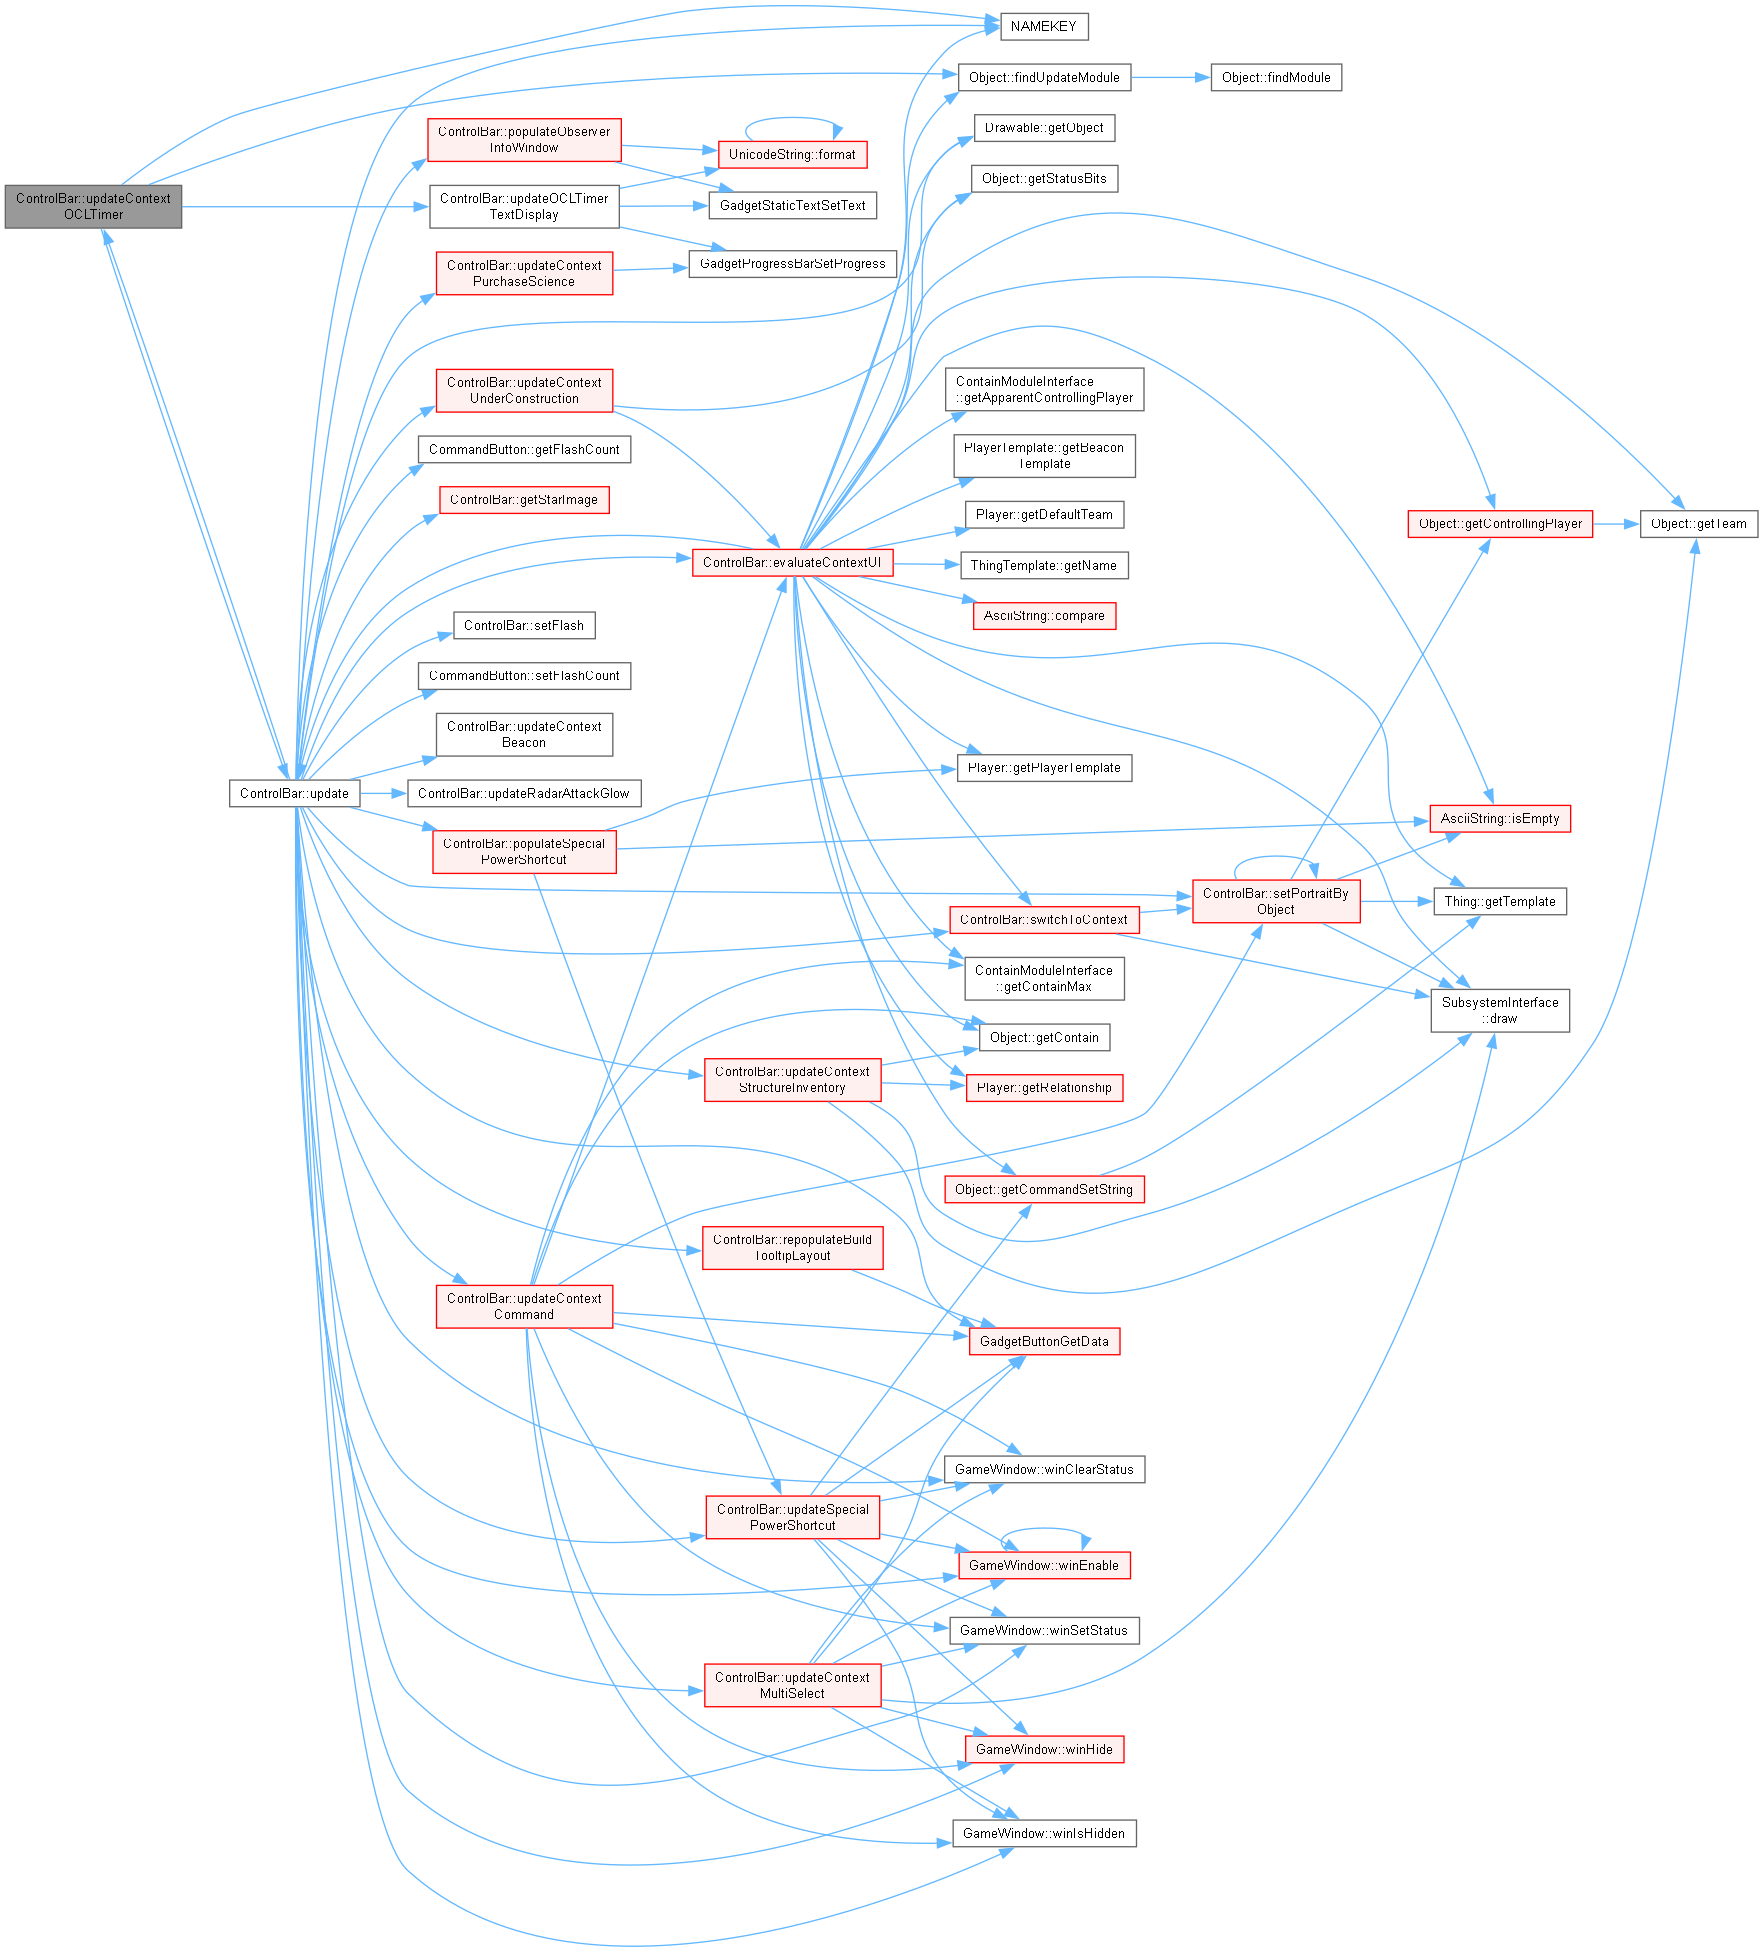 NAMEKEY
Object::findUpdateModule
Object::findModule
Drawable::getObject
ControlBar::populateObserver
InfoWindow
UnicodeString::format
Object::getStatusBits
ControlBar::updateContext
OCLTimer
ControlBar::updateOCLTimer
TextDisplay
GadgetStaticTextSetText
GadgetProgressBarSetProgress
ControlBar::updateContext
PurchaseScience
ControlBar::updateContext
UnderConstruction
ContainModuleInterface
::getApparentControllingPlayer
CommandButton::getFlashCount
PlayerTemplate::getBeacon
Template
ControlBar::getStarImage
Player::getDefaultTeam
Object::getControllingPlayer
Object::getTeam
ControlBar::evaluateContextUI
ThingTemplate::getName
AsciiString::compare
ControlBar::setFlash
CommandButton::setFlashCount
ControlBar::updateContext
Beacon
Player::getPlayerTemplate
ControlBar::update
ControlBar::updateRadarAttackGlow
AsciiString::isEmpty
ControlBar::populateSpecial
PowerShortcut
ControlBar::setPortraitBy
Object
Thing::getTemplate
ControlBar::switchToContext
ContainModuleInterface
::getContainMax
SubsystemInterface
::draw
Object::getContain
ControlBar::updateContext
StructureInventory
Player::getRelationship
Object::getCommandSetString
ControlBar::repopulateBuild
TooltipLayout
ControlBar::updateContext
Command
GadgetButtonGetData
GameWindow::winClearStatus
ControlBar::updateSpecial
PowerShortcut
GameWindow::winEnable
GameWindow::winSetStatus
ControlBar::updateContext
MultiSelect
GameWindow::winHide
GameWindow::winIsHidden